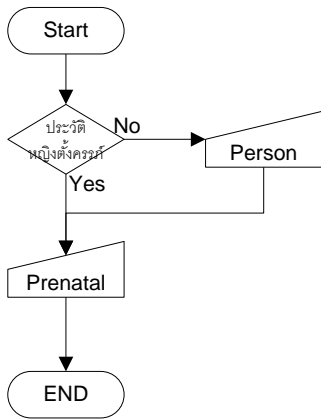 Start
ประวัติ
หญิงตั้งครรภ์
No
Person
Yes
Prenatal
END